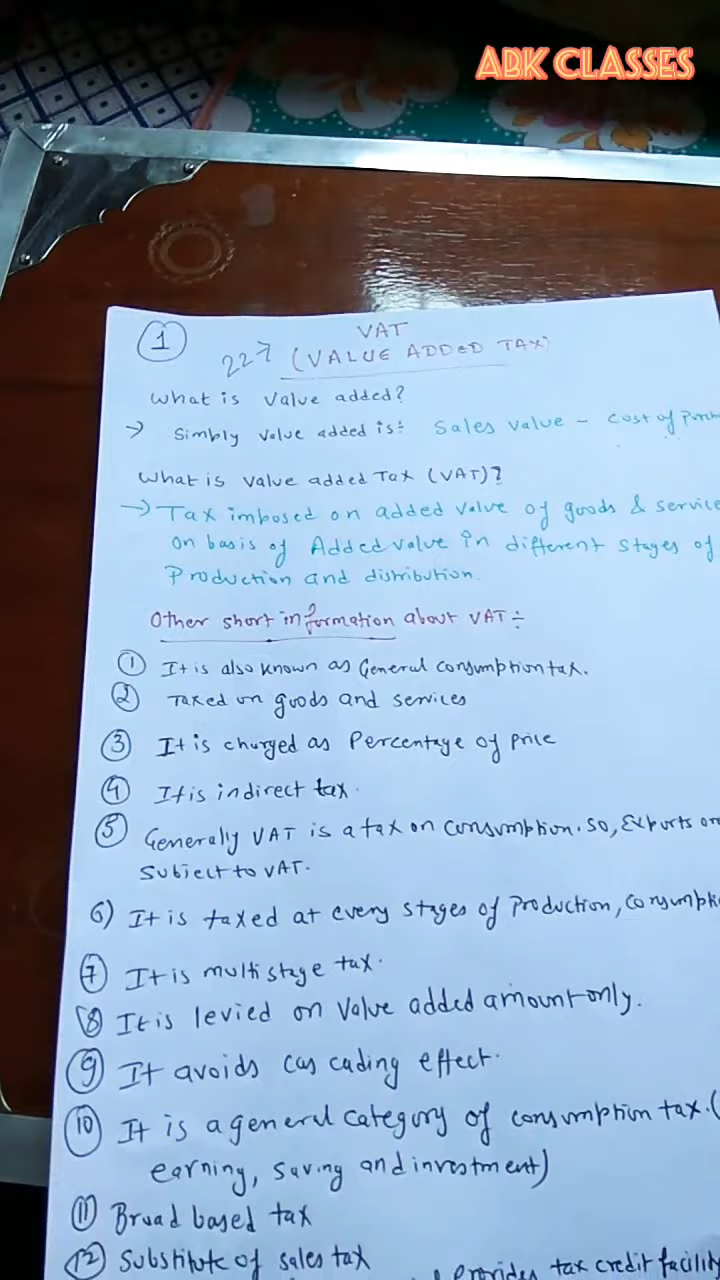 ABK CLASSES
1
VAT
227 (VALUE ADDED TAX)
What is Value added?
→ Simbly value added is÷ Sales value - cost of
What is value added Tax (VAT)?
→ Tax imposed on added value of goods & service
on basis of Added value in different stages of
Production and distribution.
Other short information about VAT÷
① It is also known as General consumption tax.
② Taxed on goods and services
③ It is charged as Percentage of price
④ It is indirect tax.
⑤ Generally VAT is a tax on consumption. so, Exports
subject to VAT.
6) It is taxed at every stages of Production,
⑦ It is multistage tax.
⑧ It is levied on Value added amount only.
⑨ It avoids cascading effect.
⑩ It is a general category of consumption tax. (
earning, saving and investment)
⑪ Broad based tax
⑫ Substitute of sales tax
provides tax credit facility